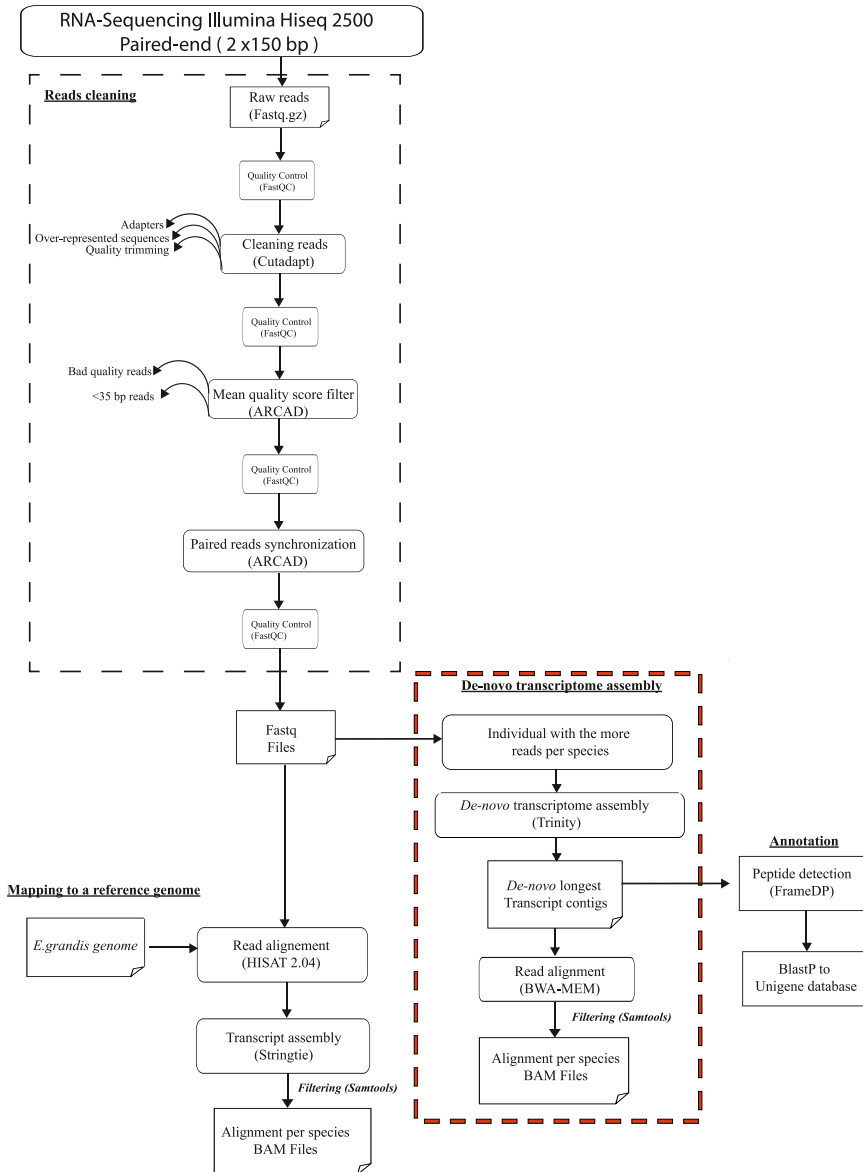 RNA-Sequencing Illumina Hiseq 2500
Paired-end ( 2 x150 bp )
Reads cleaning
Raw reads
(Fastq.gz)
Quality Control
(FastQC)
Adapters
Over-represented sequences
Quality trimming
Cleaning reads
(Cutadapt)
Quality Control
(FastQC)
Bad quality reads
<35 bp reads
Mean quality score filter
(ARCAD)
Quality Control
(FastQC)
Paired reads synchronization
(ARCAD)
Quality Control
(FastQC)
Fastq
Files
De-novo transcriptome assembly
Individual with the more
reads per species
De-novo transcriptome assembly
(Trinity)
De-novo longest
Transcript contigs
Read alignment
(BWA-MEM)
Filtering (Samtools)
Alignment per species
BAM Files
Annotation
Peptide detection
(FrameDP)
BlastP to
Unigene database
Mapping to a reference genome
E.grandis genome
Read alignement
(HISAT 2.04)
Transcript assembly
(Stringtie)
Filtering (Samtools)
Alignment per species
BAM Files